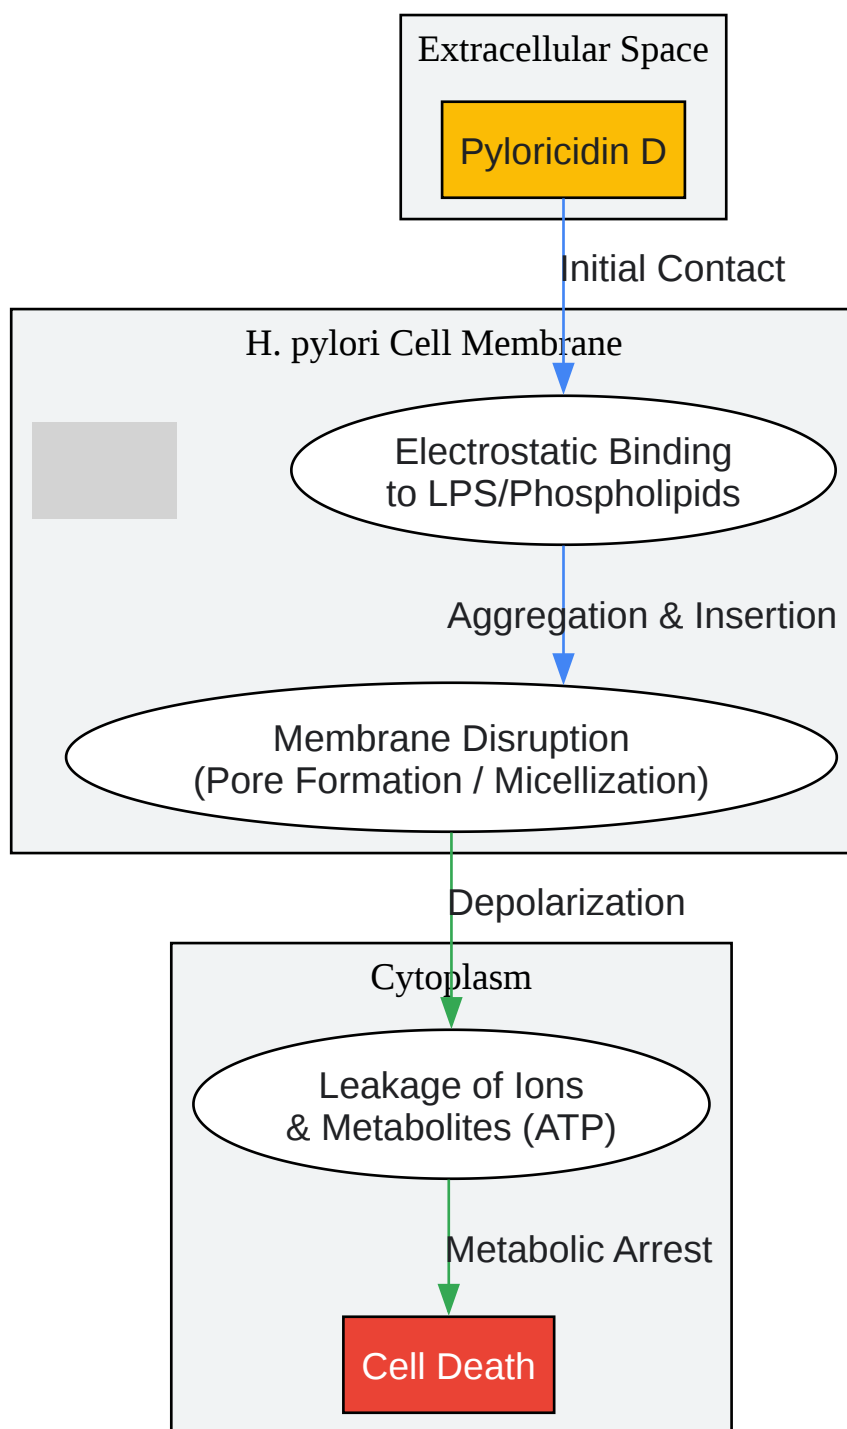 Extracellular Space
Pyloricidin D
Initial Contact
H. pylori Cell Membrane
Electrostatic Binding
to LPS/Phospholipids
Aggregation & Insertion
Membrane Disruption
(Pore Formation / Micellization)
Depolarization
Cytoplasm
Leakage of Ions
& Metabolites (ATP)
Metabolic Arrest
Cell Death